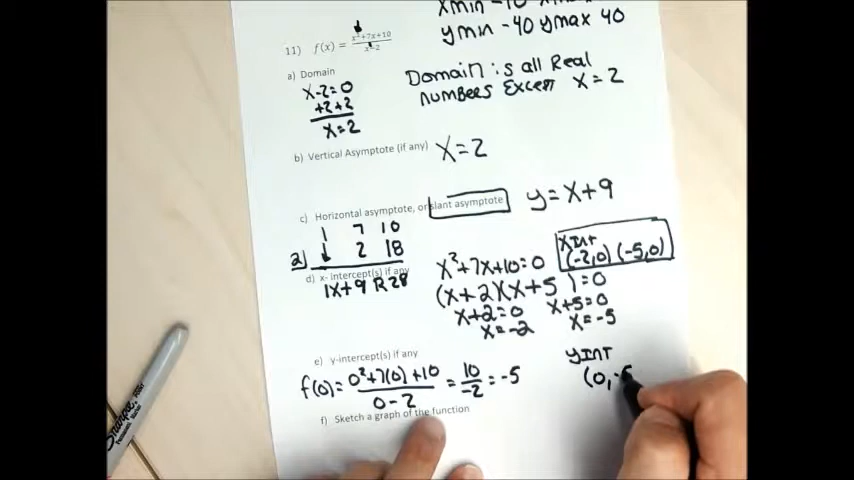 xmin -10
ymin -40 ymax 40
11) f(x) = x²+7x+10 / x-2
a) Domain
x-2=0
+2 +2
x=2
Domain is all Real
numbers Except x=2
b) Vertical Asymptote (if any) x=2
c) Horizontal asymptote, or slant asymptote y=x+9
1 7 10
2 2 18
d) x- intercept(s) if any
1x+9 R28
x²+7x+10=0
(x+2)(x+5)=0
x+2=0 x+5=0
x=-2 x=-5
XInt
(-2,0) (-5,0)
e) y-intercept(s) if any
f(0)= 0²+7(0)+10 / 0-2 = 10/-2 = -5
yInt
(0,-5
f) Sketch a graph of the function
Sharpie